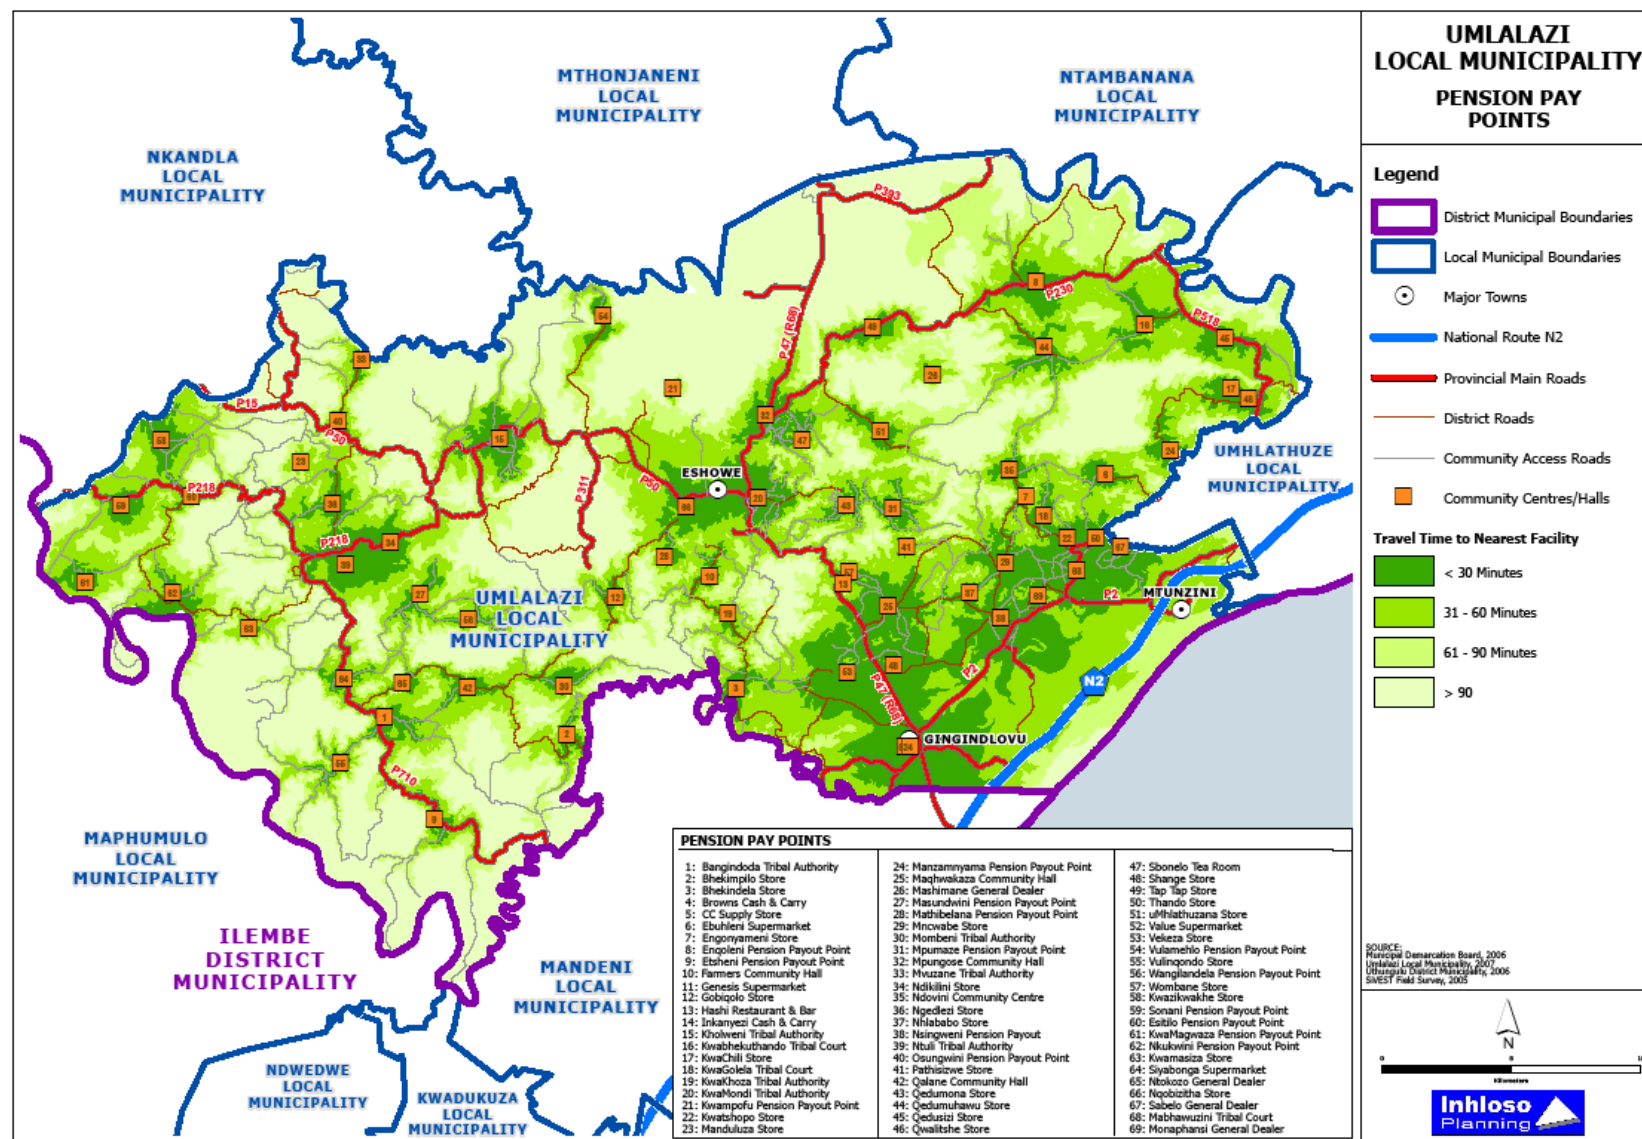 UMLALAZI
LOCAL MUNICIPALITY
PENSION PAY
POINTS
Legend
District Municipal Boundaries
Local Municipal Boundaries
Major Towns
National Route N2
Provincial Main Roads
District Roads
Community Access Roads
Community Centres/Halls
Travel Time to Nearest Facility
< 30 Minutes
31 - 60 Minutes
61 - 90 Minutes
> 90
SOURCE:
Municipal Demarcation Board, 2006
Umlalazi Local Municipality, 2007
Uthungulu District Municipality, 2006
SiVEST Field Survey, 2005
N
Kilometers
Inhloso
Planning
NKANDLA
LOCAL
MUNICIPALITY
MTHONJANENI
LOCAL
MUNICIPALITY
NTAMBANANA
LOCAL
MUNICIPALITY
UMHLATHUZE
LOCAL
MUNICIPALITY
UMLALAZI
LOCAL
MUNICIPALITY
MAPHUMULO
LOCAL
MUNICIPALITY
ILEMBE
DISTRICT
MUNICIPALITY
MANDENI
LOCAL
MUNICIPALITY
NDWEDWE
LOCAL
MUNICIPALITY
KWADUKUZA
LOCAL
MUNICIPALITY
ESHOWE
MTUNZINI
GINGINDLOVU
P393
P230
P518
P47 (R68)
P15
P50
P218
P218
P311
P50
P2
P2
P47 (R68)
N2
P710
PENSION PAY POINTS
1: Bangindoda Tribal Authority
2: Bhekimpilo Store
3: Bhekindela Store
4: Browns Cash & Carry
5: CC Supply Store
6: Ebuhleni Supermarket
7: Engonyameni Store
8: Enqoleni Pension Payout Point
9: Etsheni Pension Payout Point
10: Farmers Community Hall
11: Genesis Supermarket
12: Gobiqolo Store
13: Hashi Restaurant & Bar
14: Inkanyezi Cash & Carry
15: Kholweni Tribal Authority
16: Kwabhekuthando Tribal Court
17: KwaChili Store
18: KwaGolela Tribal Court
19: KwaKhoza Tribal Authority
20: KwaMondi Tribal Authority
21: Kwampofu Pension Payout Point
22: Kwatshopo Store
23: Manduluza Store
24: Manzamnyama Pension Payout Point
25: Maqhwakaza Community Hall
26: Mashimane General Dealer
27: Masundwini Pension Payout Point
28: Mathibelana Pension Payout Point
29: Mncwabe Store
30: Mombeni Tribal Authority
31: Mpumaze Pension Payout Point
32: Mpungose Community Hall
33: Mvuzane Tribal Authority
34: Ndikilini Store
35: Ndovini Community Centre
36: Ngedlezi Store
37: Nhlababo Store
38: Nsingweni Pension Payout
39: Ntuli Tribal Authority
40: Osungwini Pension Payout Point
41: Pathisizwe Store
42: Qalane Community Hall
43: Qedumona Store
44: Qedumuhawu Store
45: Qedusizi Store
46: Qwalitshe Store
47: Sbonelo Tea Room
48: Shange Store
49: Tap Tap Store
50: Thando Store
51: uMhlathuzana Store
52: Value Supermarket
53: Vekeza Store
54: Vulamehlo Pension Payout Point
55: Vulinqondo Store
56: Wangilandela Pension Payout Point
57: Wombane Store
58: Kwazikwakhe Store
59: Sonani Pension Payout Point
60: Esitilo Pension Payout Point
61: KwaMagwaza Pension Payout Point
62: Nkukwini Pension Payout Point
63: Kwamasiza Store
64: Siyabonga Supermarket
65: Ntokozo General Dealer
66: Nqobizitha Store
67: Sabelo General Dealer
68: Mabhawuzini Tribal Court
69: Monaphansi General Dealer